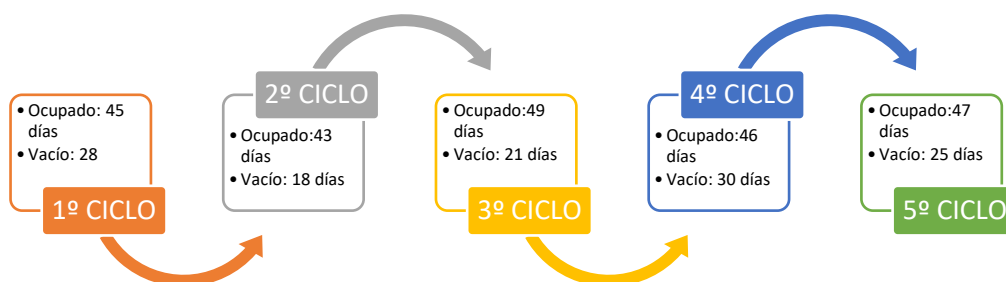 • Ocupado: 45
días
• Vacío: 28
1º CICLO
2º CICLO
• Ocupado:43
días
• Vacío: 18 días
• Ocupado:49
días
• Vacío: 21 días
3º CICLO
4º CICLO
• Ocupado:46
días
• Vacío: 30 días
• Ocupado:47
días
• Vacío: 25 días
5º CICLO